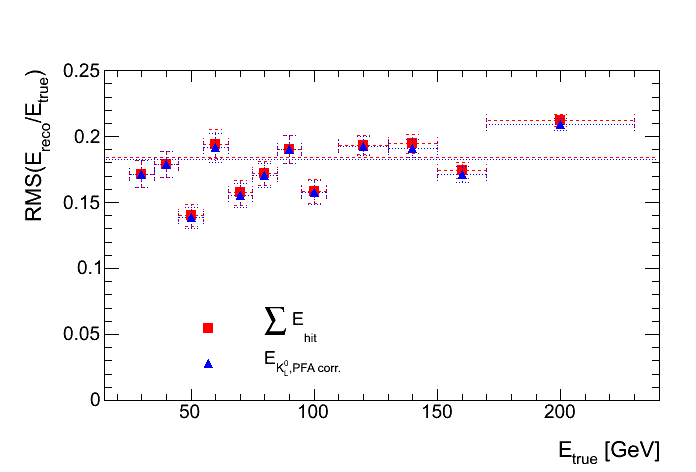 RMS(E_reco/E_true)
0.25
0.2
0.15
0.1
0.05
0
50 100 150 200
∑ E_hit
E_K⁰_L,PFA corr.
E_true [GeV]